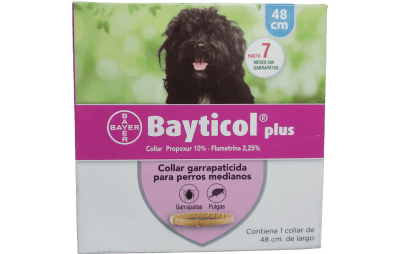 48
cm
HASTA 7
MESES SIN
GARRAPATAS
BAYER
BAYER
Bayticol® plus
Collar Propoxur 10% - Flumetrina 2,25%
Collar garrapaticida
para perros medianos
Garrapatas Pulgas
Contiene 1 collar de
48 cm. de largo